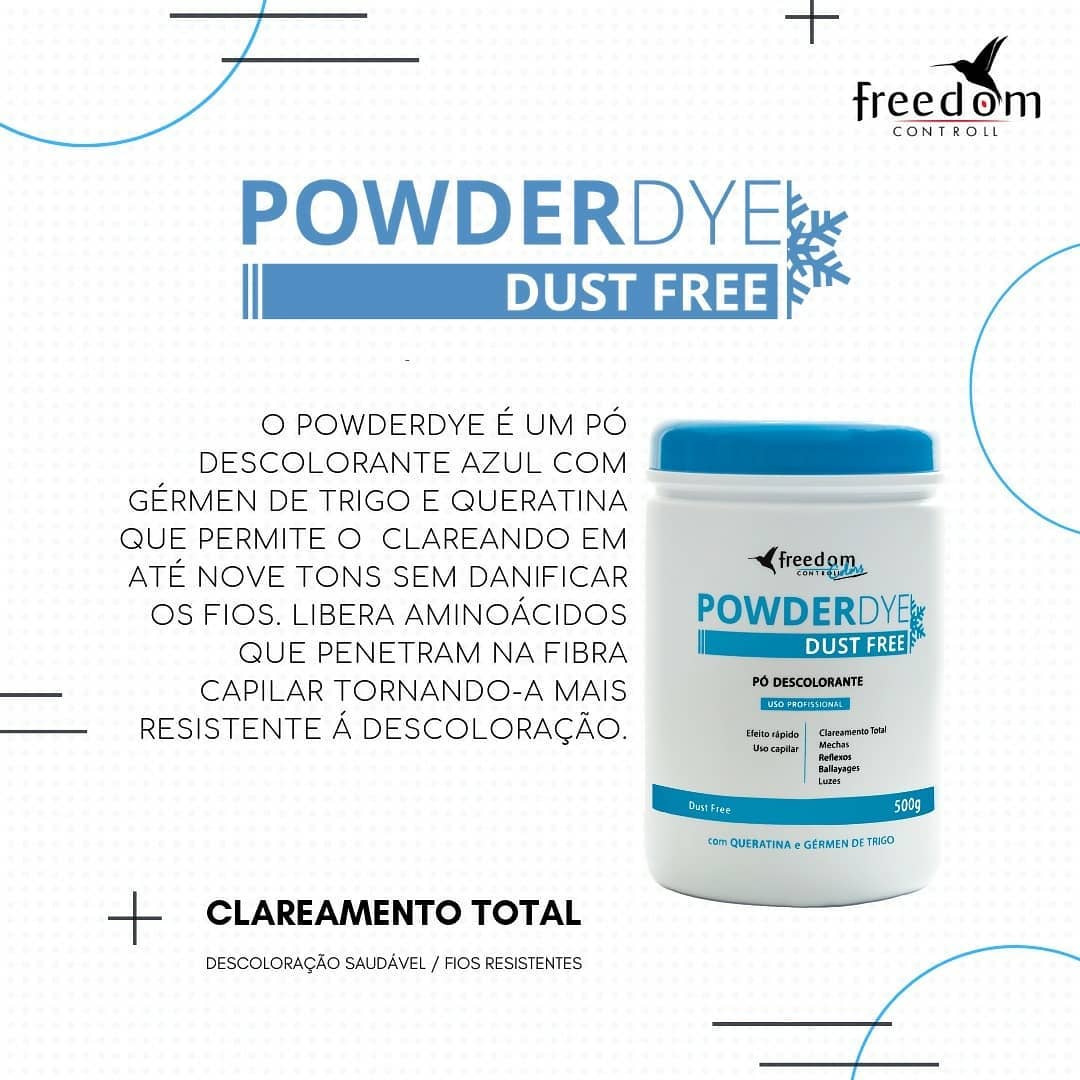 freedom
CONTROLL
POWDERDYE
DUST FREE
-
O POWDERDYE É UM PÓ
DESCOLORANTE AZUL COM
GÉRMEN DE TRIGO E QUERATINA
QUE PERMITE O CLAREANDO EM
ATÉ NOVE TONS SEM DANIFICAR
OS FIOS. LIBERA AMINOÁCIDOS
QUE PENETRAM NA FIBRA
CAPILAR TORNANDO-A MAIS
RESISTENTE Á DESCOLORAÇÃO.
freedom
CONTROLL Colors
POWDERDYE
DUST FREE
PÓ DESCOLORANTE
USO PROFISSIONAL
Efeito rápido
Uso capilar
Clareamento Total
Mechas
Reflexos
Ballayages
Luzes
Dust Free 500g
com QUERATINA e GÉRMEN DE TRIGO
CLAREAMENTO TOTAL
DESCOLORAÇÃO SAUDÁVEL / FIOS RESISTENTES